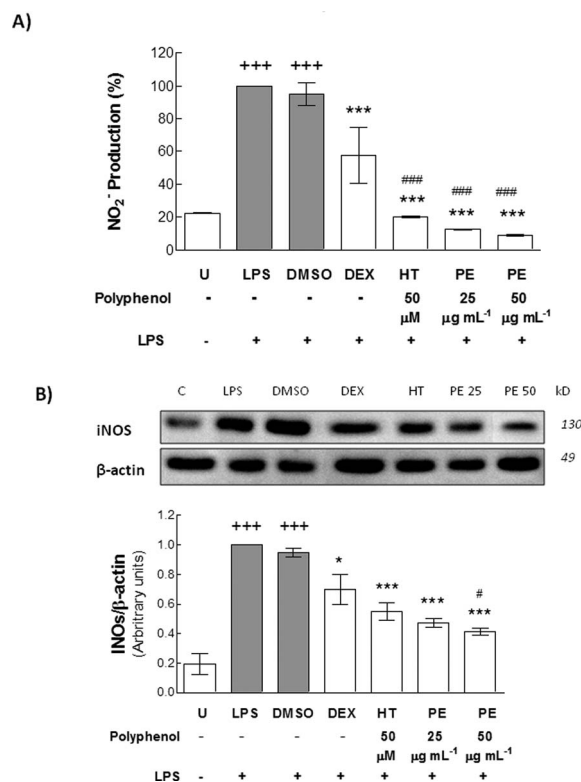 A)
+++ +++
***
### ### ###
*** *** ***
NO2⁻ Production (%)
120
100
80
60
40
20
0
U LPS DMSO DEX HT PE PE
Polyphenol - - - - 50 25 50
µM µg mL⁻¹ µg mL⁻¹
LPS - + + + + + +
B)
C LPS DMSO DEX HT PE 25 PE 50 kD
iNOS 130
β-actin 49
INOs/β-actin
(Arbritrary units)
1.2
1.0
0.8
0.6
0.4
0.2
0.0
+++ +++
*
#
*** *** ***
U LPS DMSO DEX HT PE PE
Polyphenol - - - - 50 25 50
µM µg mL⁻¹ µg mL⁻¹
LPS - + + + + + +